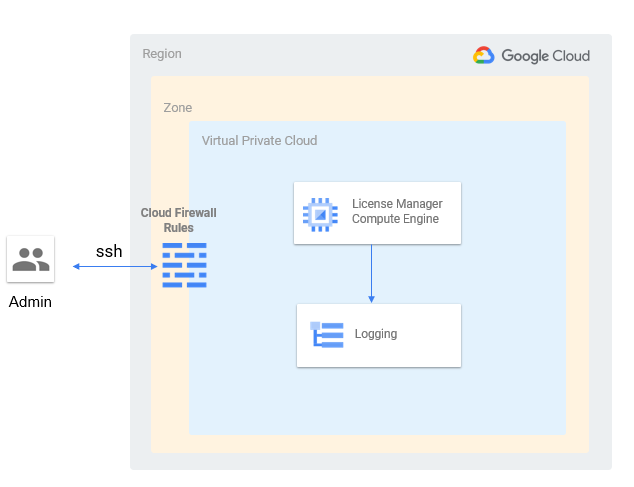 Region
Google Cloud
Zone
Virtual Private Cloud
License Manager
Compute Engine
Cloud Firewall
Rules
ssh
Admin
Logging